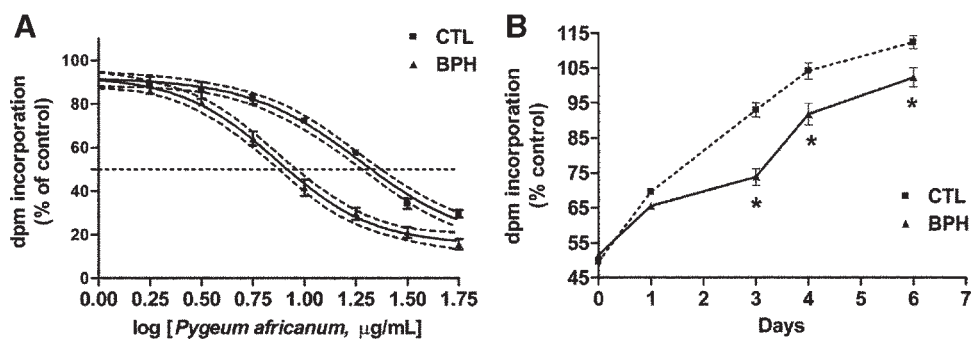 A
CTL
BPH
dpm incorporation
(% of control)
100
80
60
40
20
0
0.00 0.25 0.50 0.75 1.00 1.25 1.50 1.75
log [Pygeum africanum, μg/mL]
B
dpm incorporation
(% control)
115
105
95
85
75
65
55
45
*
*
*
CTL
BPH
0 1 2 3 4 5 6 7
Days